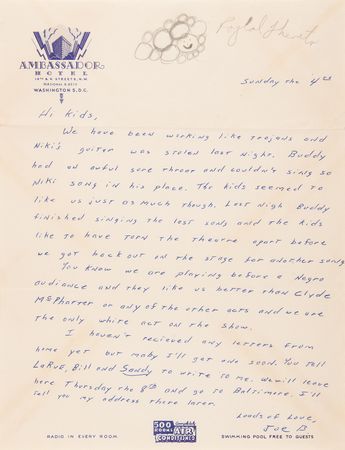 AMBASSADOR
HOTEL
14TH & K STREETS, N.W.
NATIONAL 8-8510
WASHINGTON 5, D.C.
Sunday the 4th
Hi Kids,
We have been working like trojans and
Niki's guiter was stolen last night. Buddy
had an awful sore throat and couldn't sing so
Niki sang in his place. The kids seemed to
like us just as much though. Last Nigh Buddy
finished singing the last song and the kids
like to have torn the theatre apart before
we got back out on the stage for another song.
You know we are playing before a Negro
audiance and they like us better than Clyde
McPhatter or any of the other acts and we are
the only white act on the show.
I haven't recieved any letters from
home yet but maby I'll get one soon. You tell
LaRue, Bill and Sandy to write to me. We will leave
here Thursday the 8th and go to Baltimore. I'll
tell you my address there later.
Loads of Love,
Joe B.
RADIO IN EVERY ROOM
500
ROOMS
AIR
CONDITIONED
SWIMMING POOL FREE TO GUESTS